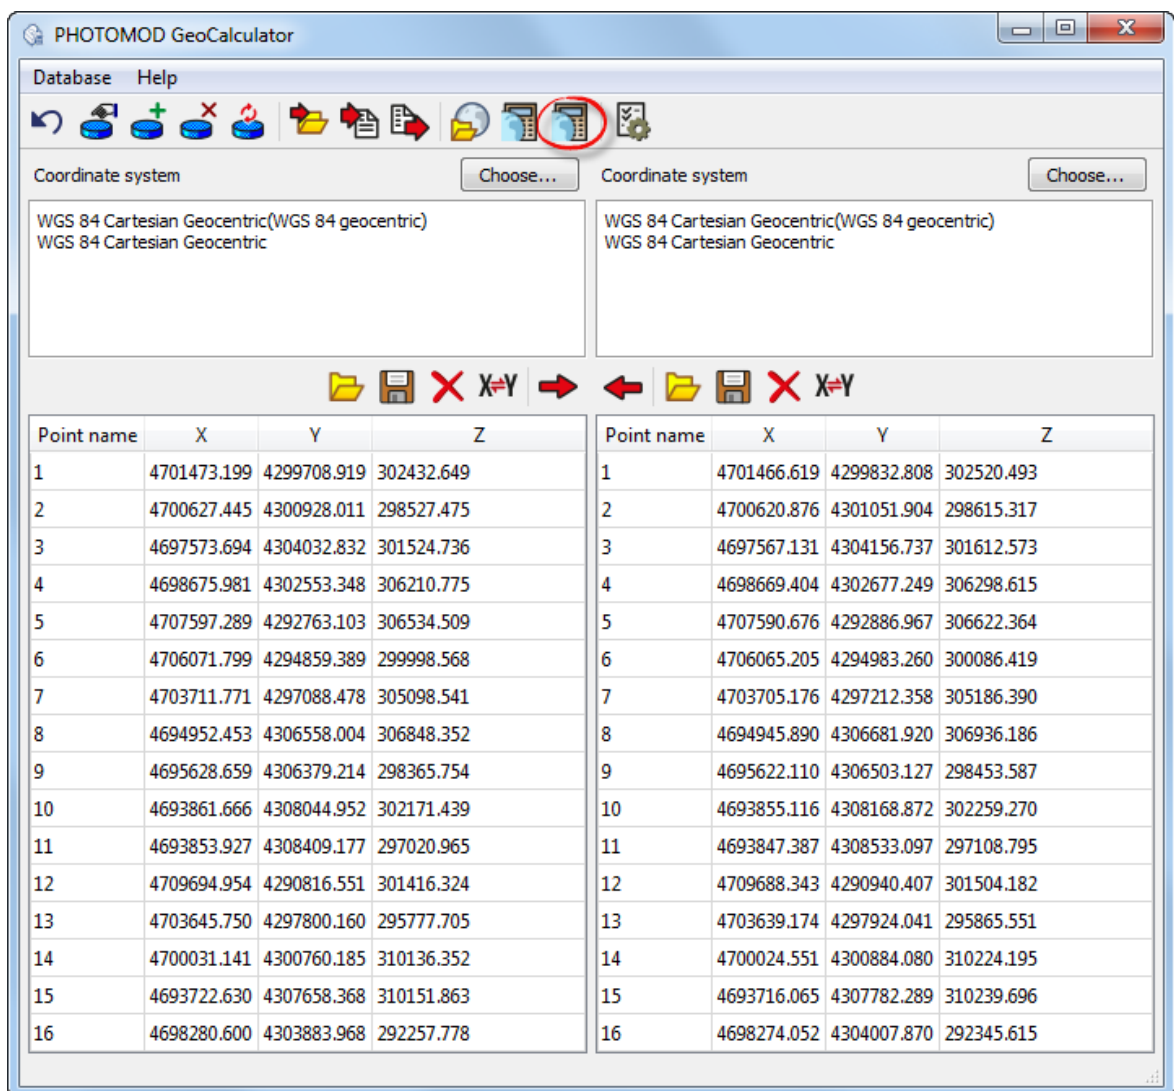 PHOTOMOD GeoCalculator
Database Help
Coordinate system Choose... Coordinate system Choose...
WGS 84 Cartesian Geocentric(WGS 84 geocentric) WGS 84 Cartesian Geocentric(WGS 84 geocentric)
WGS 84 Cartesian Geocentric WGS 84 Cartesian Geocentric
X⇌Y X⇌Y
Point name X Y Z Point name X Y Z
1 4701473.199 4299708.919 302432.649 1 4701466.619 4299832.808 302520.493
2 4700627.445 4300928.011 298527.475 2 4700620.876 4301051.904 298615.317
3 4697573.694 4304032.832 301524.736 3 4697567.131 4304156.737 301612.573
4 4698675.981 4302553.348 306210.775 4 4698669.404 4302677.249 306298.615
5 4707597.289 4292763.103 306534.509 5 4707590.676 4292886.967 306622.364
6 4706071.799 4294859.389 299998.568 6 4706065.205 4294983.260 300086.419
7 4703711.771 4297088.478 305098.541 7 4703705.176 4297212.358 305186.390
8 4694952.453 4306558.004 306848.352 8 4694945.890 4306681.920 306936.186
9 4695628.659 4306379.214 298365.754 9 4695622.110 4306503.127 298453.587
10 4693861.666 4308044.952 302171.439 10 4693855.116 4308168.872 302259.270
11 4693853.927 4308409.177 297020.965 11 4693847.387 4308533.097 297108.795
12 4709694.954 4290816.551 301416.324 12 4709688.343 4290940.407 301504.182
13 4703645.750 4297800.160 295777.705 13 4703639.174 4297924.041 295865.551
14 4700031.141 4300760.185 310136.352 14 4700024.551 4300884.080 310224.195
15 4693722.630 4307658.368 310151.863 15 4693716.065 4307782.289 310239.696
16 4698280.600 4303883.968 292257.778 16 4698274.052 4304007.870 292345.615